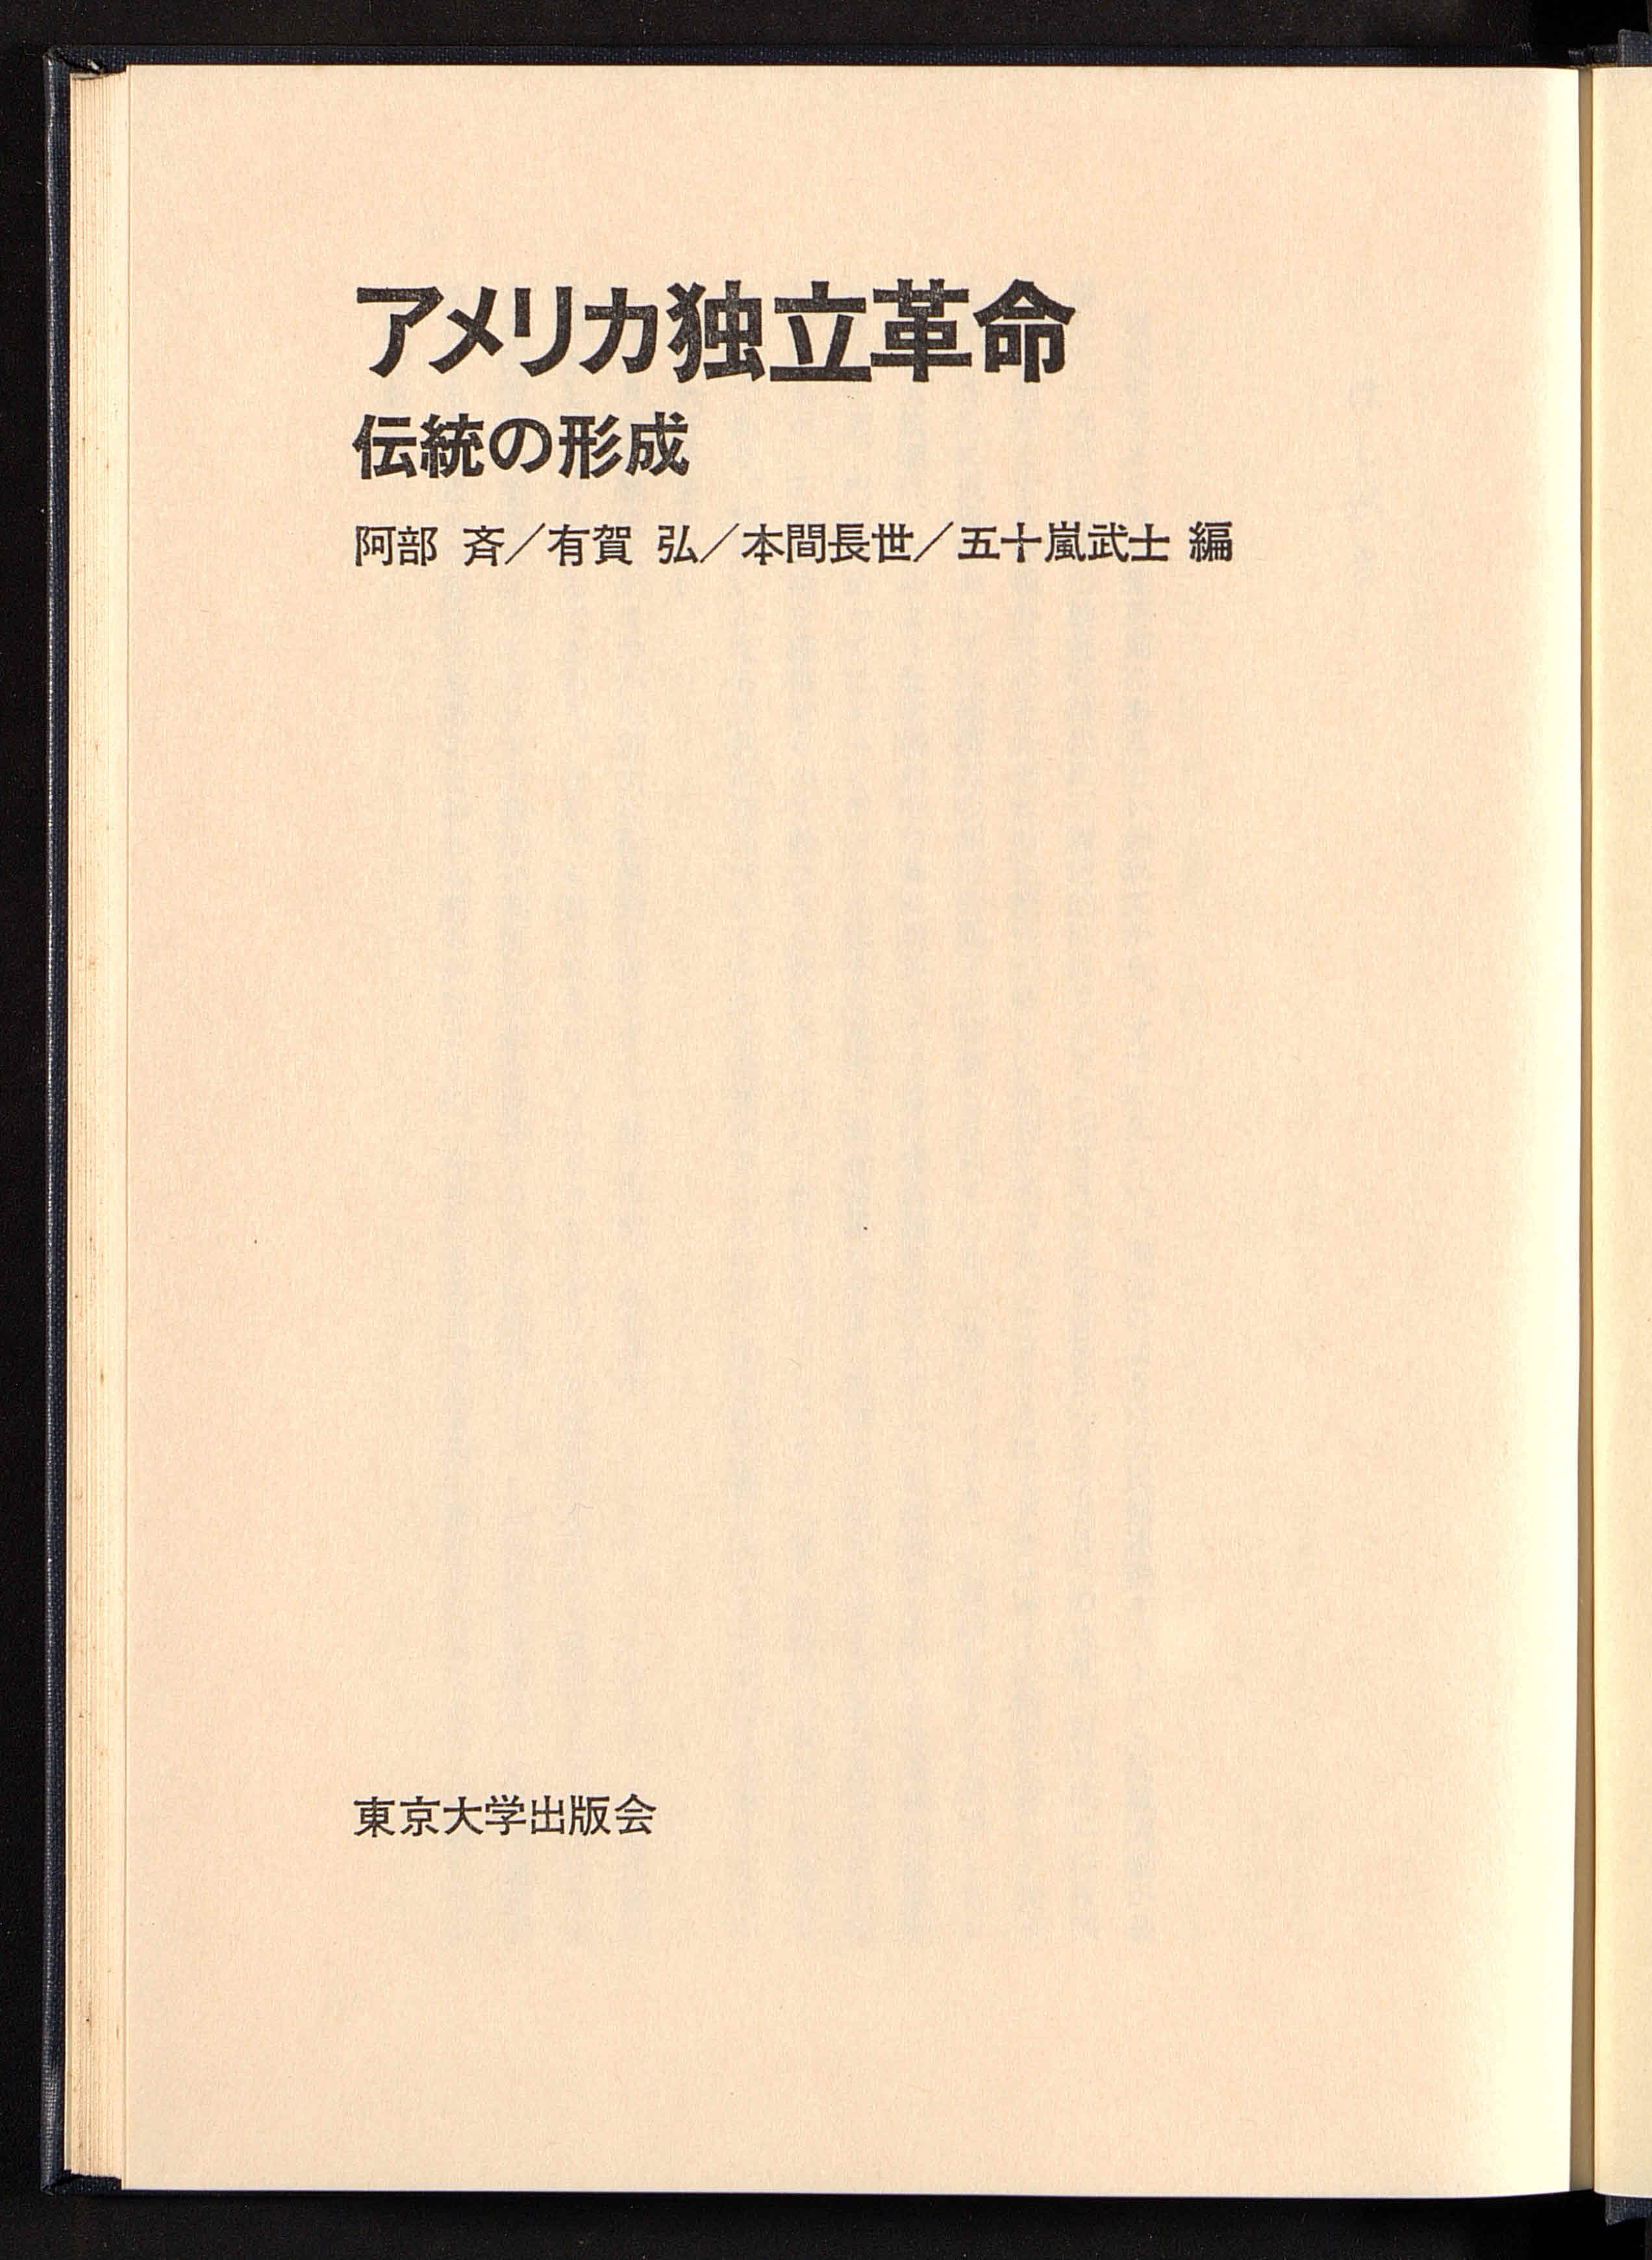 アメリカ独立革命
伝統の形成
阿部 斉／有賀 弘／本間長世／五十嵐武士 編
東京大学出版会